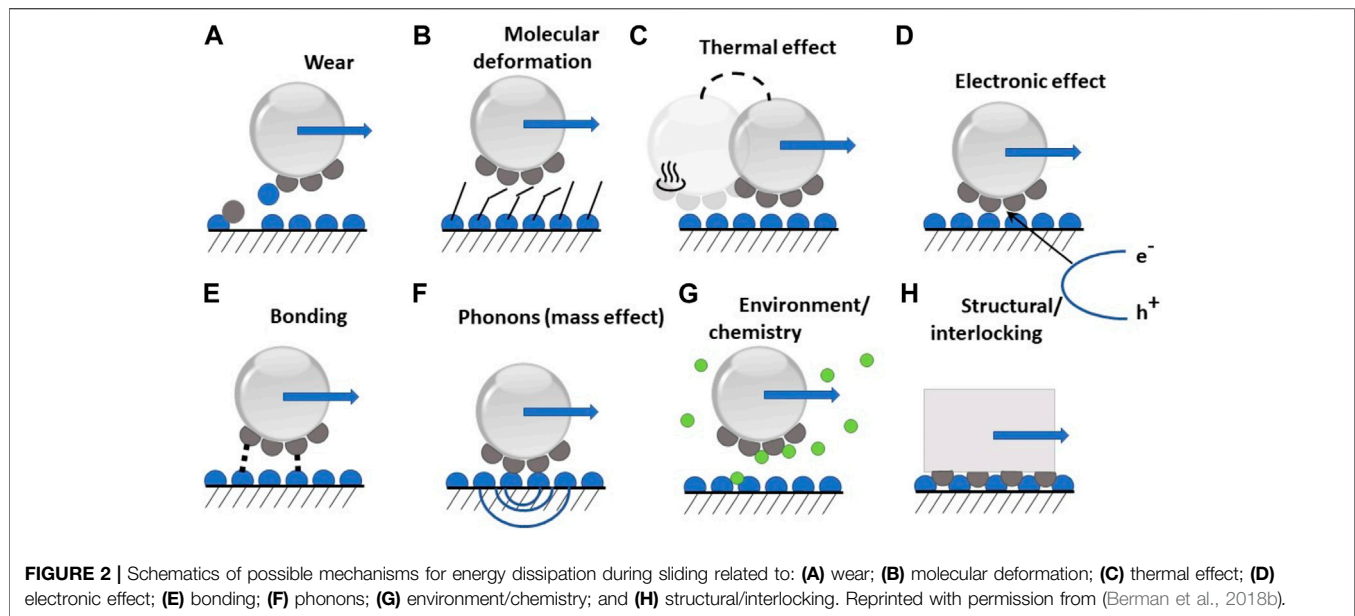 A
Wear
B
Molecular
deformation
C
Thermal effect
D
Electronic effect
e-
h+
E
Bonding
F
Phonons (mass effect)
G
Environment/
chemistry
H
Structural/
interlocking
FIGURE 2 | Schematics of possible mechanisms for energy dissipation during sliding related to: (A) wear; (B) molecular deformation; (C) thermal effect; (D)
electronic effect; (E) bonding; (F) phonons; (G) environment/chemistry; and (H) structural/interlocking. Reprinted with permission from (Berman et al., 2018b).